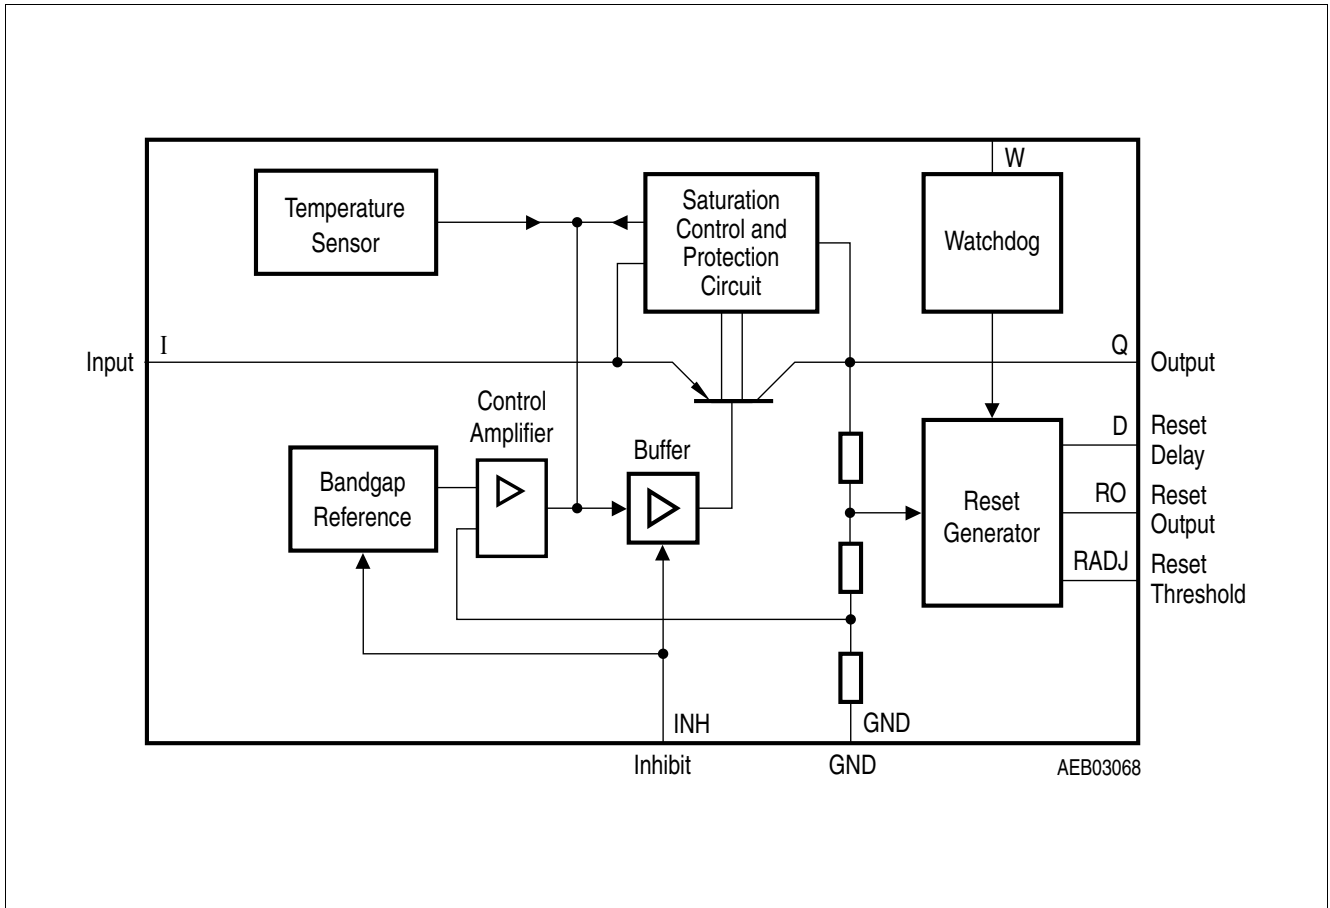 W
Temperature
Sensor
Saturation
Control and
Protection
Circuit
Watchdog
I
Input
Q
Output
Control
Amplifier
Buffer
Bandgap
Reference
Reset
Generator
D
Reset
Delay
RO
Reset
Output
RADJ
Reset
Threshold
INH
GND
Inhibit
GND
AEB03068